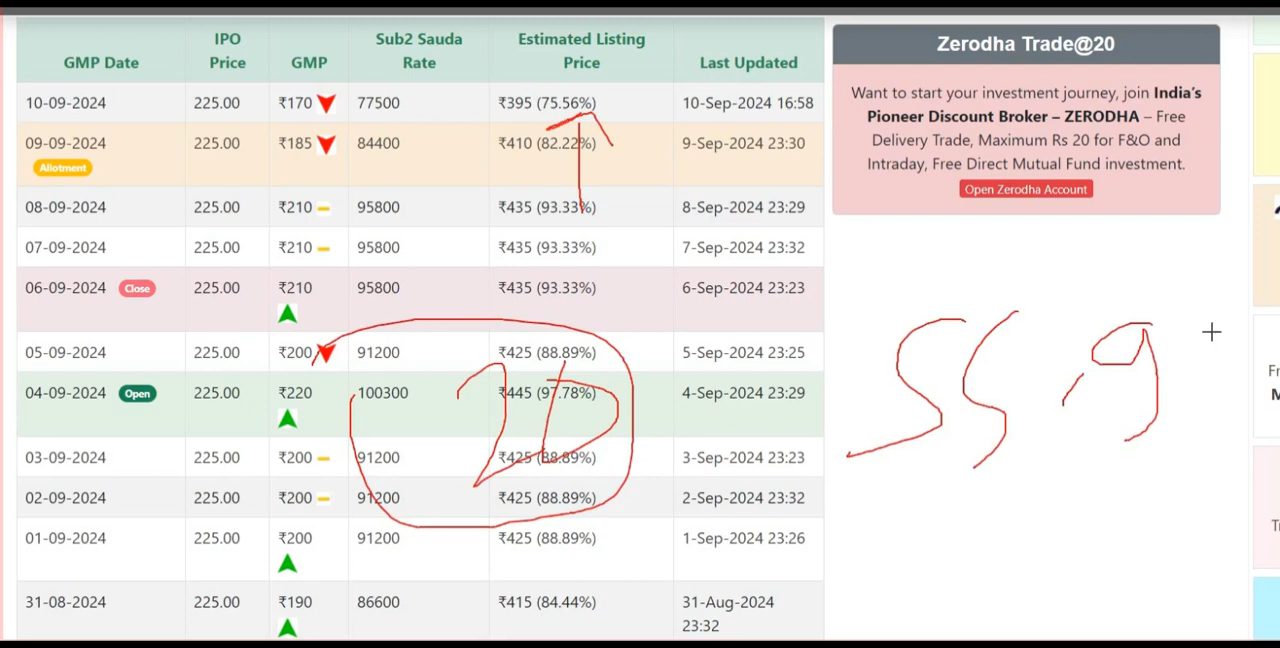 GMP Date IPO Price GMP Sub2 Sauda Rate Estimated Listing Price Last Updated
10-09-2024 225.00 ₹170 77500 ₹395 (75.56%) 10-Sep-2024 16:58
09-09-2024 Allotment 225.00 ₹185 84400 ₹410 (82.22%) 9-Sep-2024 23:30
08-09-2024 225.00 ₹210 95800 ₹435 (93.33%) 8-Sep-2024 23:29
07-09-2024 225.00 ₹210 95800 ₹435 (93.33%) 7-Sep-2024 23:32
06-09-2024 Close 225.00 ₹210 95800 ₹435 (93.33%) 6-Sep-2024 23:23
05-09-2024 225.00 ₹200 91200 ₹425 (88.89%) 5-Sep-2024 23:25
04-09-2024 Open 225.00 ₹220 100300 ₹445 (97.78%) 4-Sep-2024 23:29
03-09-2024 225.00 ₹200 91200 ₹425 (88.89%) 3-Sep-2024 23:23
02-09-2024 225.00 ₹200 91200 ₹425 (88.89%) 2-Sep-2024 23:32
01-09-2024 225.00 ₹200 91200 ₹425 (88.89%) 1-Sep-2024 23:26
31-08-2024 225.00 ₹190 86600 ₹415 (84.44%) 31-Aug-2024 23:32
Zerodha Trade@20
Want to start your investment journey, join India's
Pioneer Discount Broker – ZERODHA – Free
Delivery Trade, Maximum Rs 20 for F&O and
Intraday, Free Direct Mutual Fund investment.
Open Zerodha Account